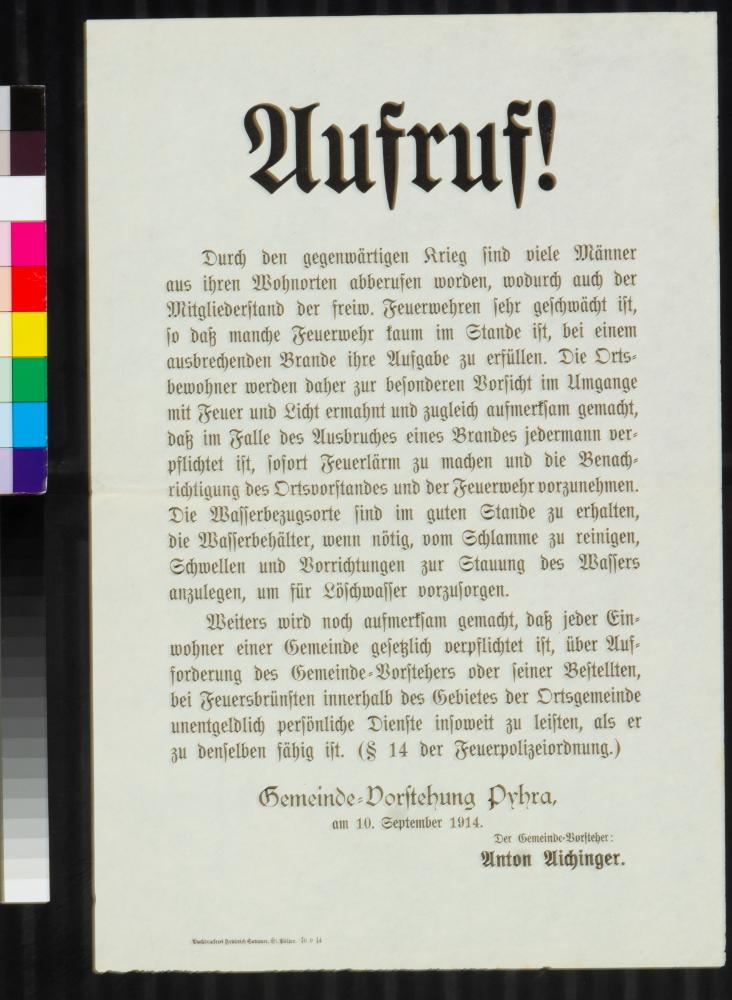 Aufruf!
Durch den gegenwärtigen Krieg sind viele Männer
aus ihren Wohnorten abberufen worden, wodurch auch der
Mitgliederstand der freiw. Feuerwehren sehr geschwächt ist,
so daß manche Feuerwehr kaum im Stande ist, bei einem
ausbrechenden Brande ihre Aufgabe zu erfüllen. Die Orts-
bewohner werden daher zur besonderen Vorsicht im Umgange
mit Feuer und Licht ermahnt und zugleich aufmerksam gemacht,
daß im Falle des Ausbruches eines Brandes jedermann ver-
pflichtet ist, sofort Feuerlärm zu machen und die Benach-
richtigung des Ortsvorstandes und der Feuerwehr vorzunehmen.
Die Wasserbezugsorte sind im guten Stande zu erhalten,
die Wasserbehälter, wenn nötig, vom Schlamme zu reinigen,
Schwellen und Vorrichtungen zur Stauung des Wassers
anzulegen, um für Löschwasser vorzusorgen.
Weiters wird noch aufmerksam gemacht, daß jeder Ein-
wohner einer Gemeinde gesetzlich verpflichtet ist, über Auf-
forderung des Gemeinde-Vorstehers oder seiner Bestellten,
bei Feuersbrünsten innerhalb des Gebietes der Ortsgemeinde
unentgeldlich persönliche Dienste insoweit zu leisten, als er
zu denselben fähig ist. (§ 14 der Feuerpolizeiordnung.)
Gemeinde-Vorstehung Pyhra,
am 10. September 1914.
Der Gemeinde-Vorsteher:
Anton Aichinger.
Buchdruckerei St. Pölten.